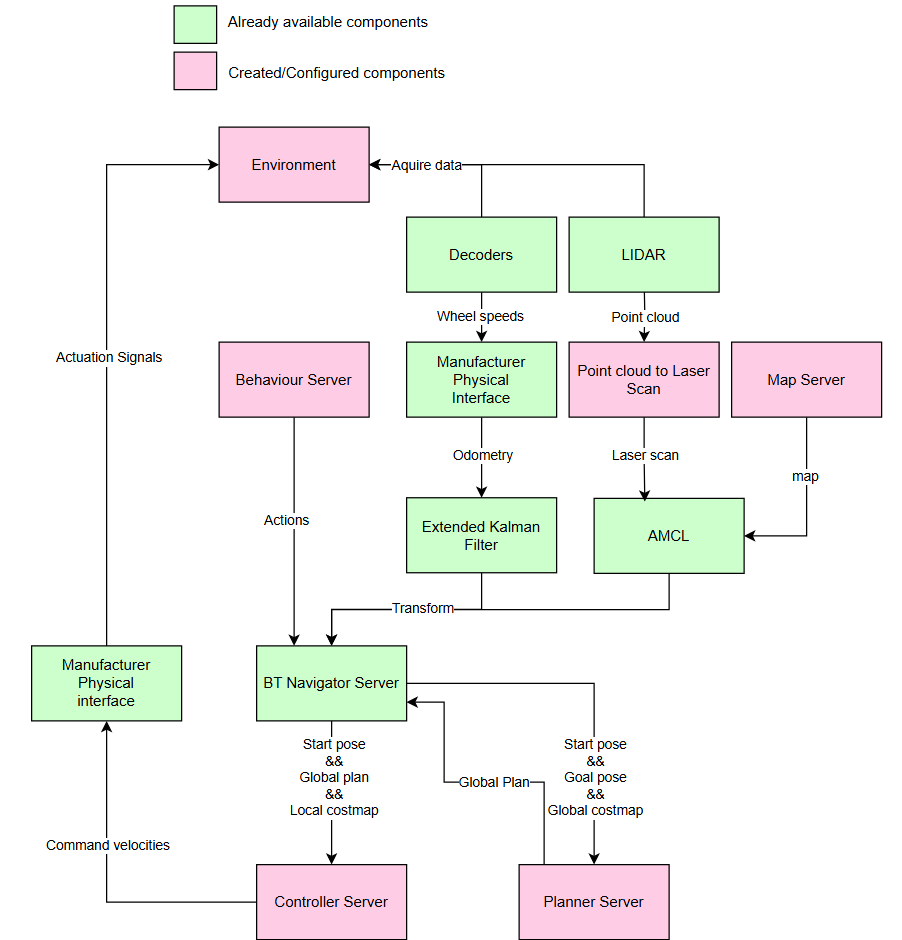 Already available components
Created/Configured components
Environment
Aquire data
Decoders
LIDAR
Wheel speeds
Point cloud
Actuation Signals
Behaviour Server
Manufacturer
Physical
Interface
Point cloud to Laser
Scan
Map Server
Odometry
Laser scan
map
Actions
Extended Kalman
Filter
AMCL
Transform
Manufacturer
Physical
interface
BT Navigator Server
Start pose
&&
Global plan
&&
Local costmap
Global Plan
Start pose
&&
Goal pose
&&
Global costmap
Command velocities
Controller Server
Planner Server